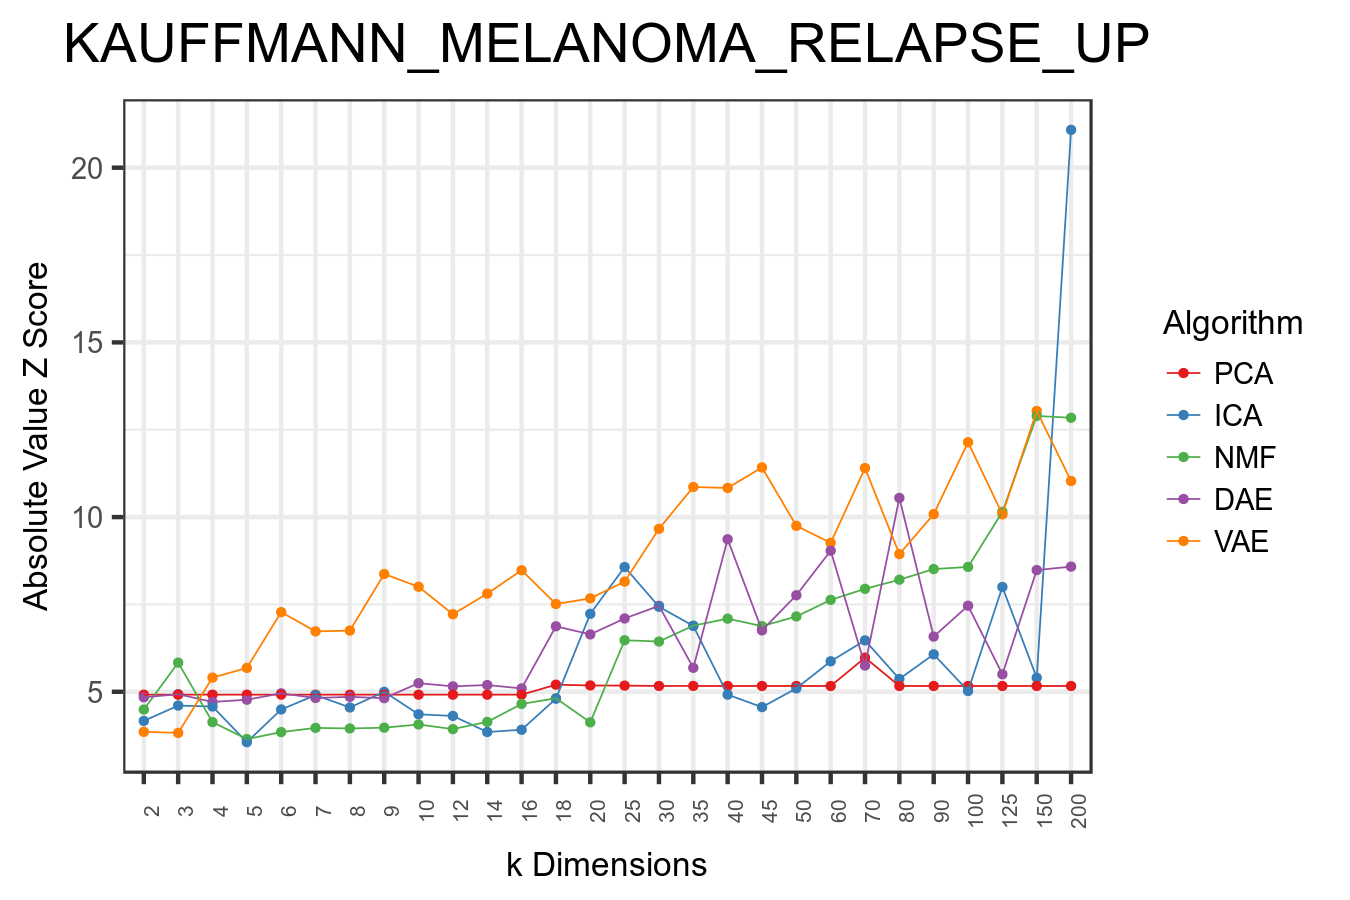 KAUFFMANN_MELANOMA_RELAPSE_UP
Absolute Value Z Score
20
15
10
5
2 3 4 5 6 7 8 9 10 12 14 16 18 20 25 30 35 40 45 50 60 70 80 90 100 125 150 200
k Dimensions
Algorithm
PCA
ICA
NMF
DAE
VAE